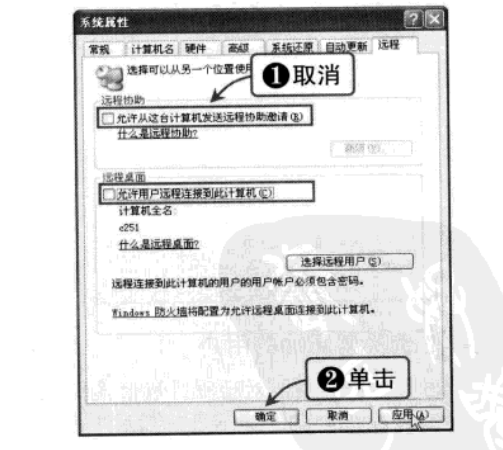 系统属性
常规 计算机名 硬件 高级 系统还原 自动更新 远程
选择可以从另一个位置使用
❶取消
远程协助
允许从这台计算机发送远程协助邀请(R)
什么是远程协助?
高级(V)...
远程桌面
允许用户远程连接到此计算机(C)
计算机全名:
c251
什么是远程桌面?
选择远程用户(S)...
远程连接到此计算机的用户的用户帐户必须包含密码。
Windows 防火墙将配置为允许远程桌面连接到此计算机。
❷单击
确定 取消 应用(A)